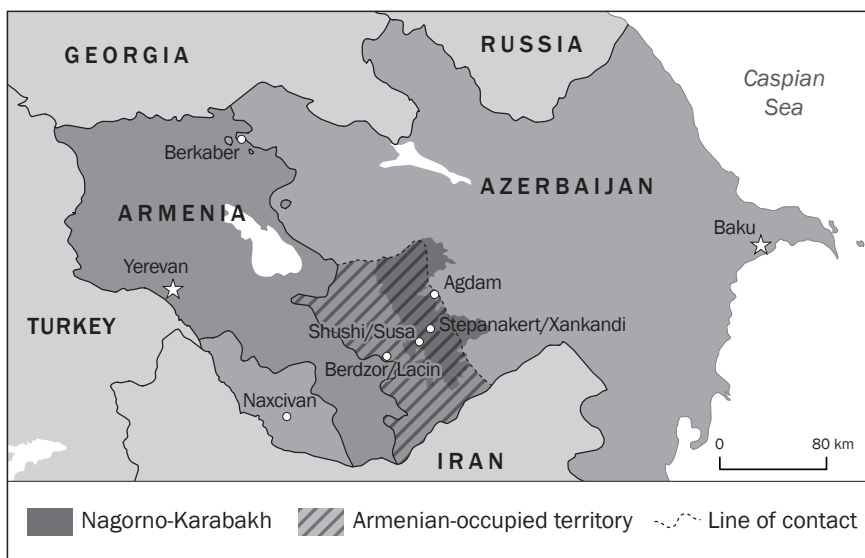 GEORGIA
RUSSIA
Caspian
Sea
Berkaber
AZERBAIJAN
ARMENIA
Baku
Yerevan
Agdam
TURKEY
Shushi/Susa
Stepanakert/Xankandi
Berdzor/Lacin
Naxcivan
IRAN
0 80 km
Nagorno-Karabakh Armenian-occupied territory Line of contact